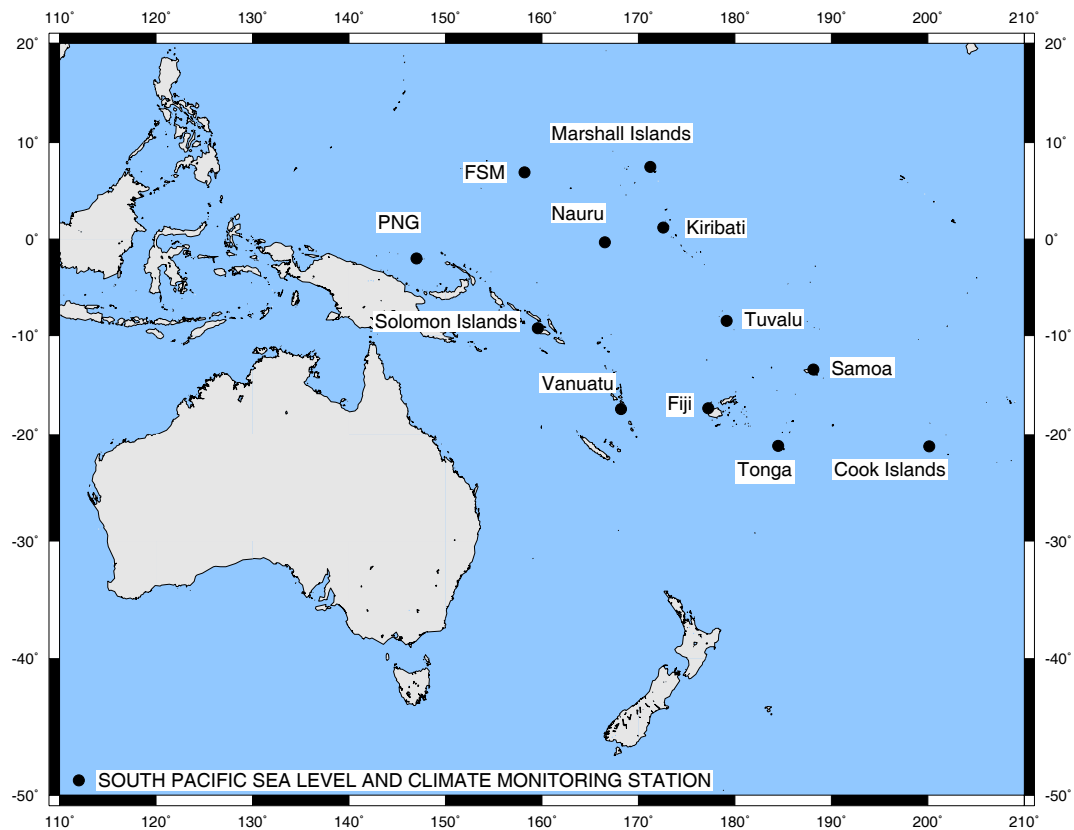 110˚ 120˚ 130˚ 140˚ 150˚ 160˚ 170˚ 180˚ 190˚ 200˚ 210˚
20˚ 20˚
Marshall Islands
10˚ 10˚
FSM
Nauru
PNG
Kiribati
0˚ 0˚
Tuvalu
Solomon Islands
-10˚ -10˚
Samoa
Vanuatu
Fiji
-20˚ -20˚
Tonga Cook Islands
-30˚ -30˚
-40˚ -40˚
SOUTH PACIFIC SEA LEVEL AND CLIMATE MONITORING STATION
-50˚ -50˚
110˚ 120˚ 130˚ 140˚ 150˚ 160˚ 170˚ 180˚ 190˚ 200˚ 210˚